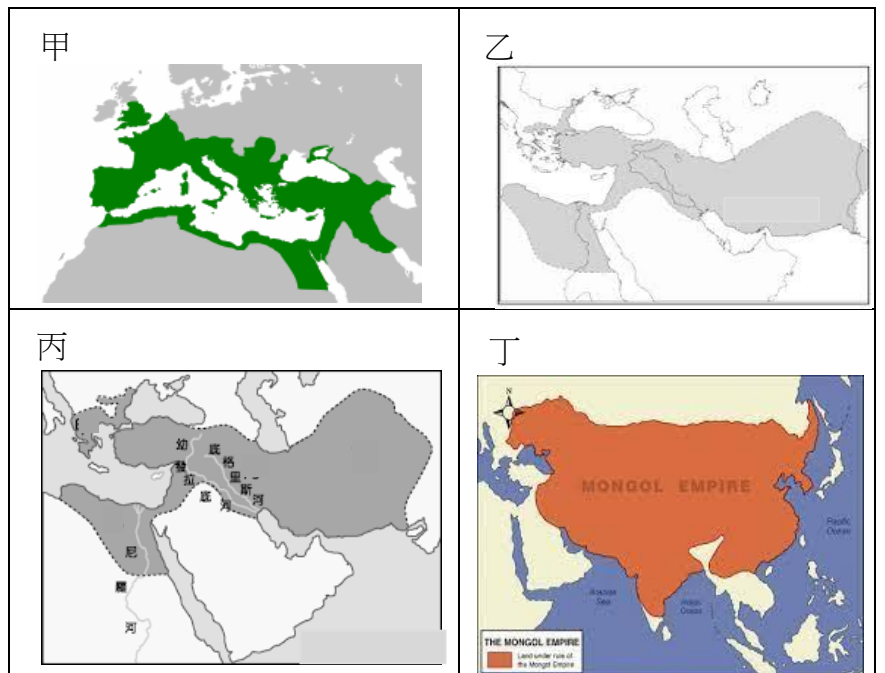 甲
乙
丙
幼發拉底河
底格里斯河
尼羅河
丁
N
MONGOL EMPIRE
Pacific
Ocean
Arabian
Sea
Indian
Ocean
THE MONGOL EMPIRE
Land under rule of
the Mongol Empire